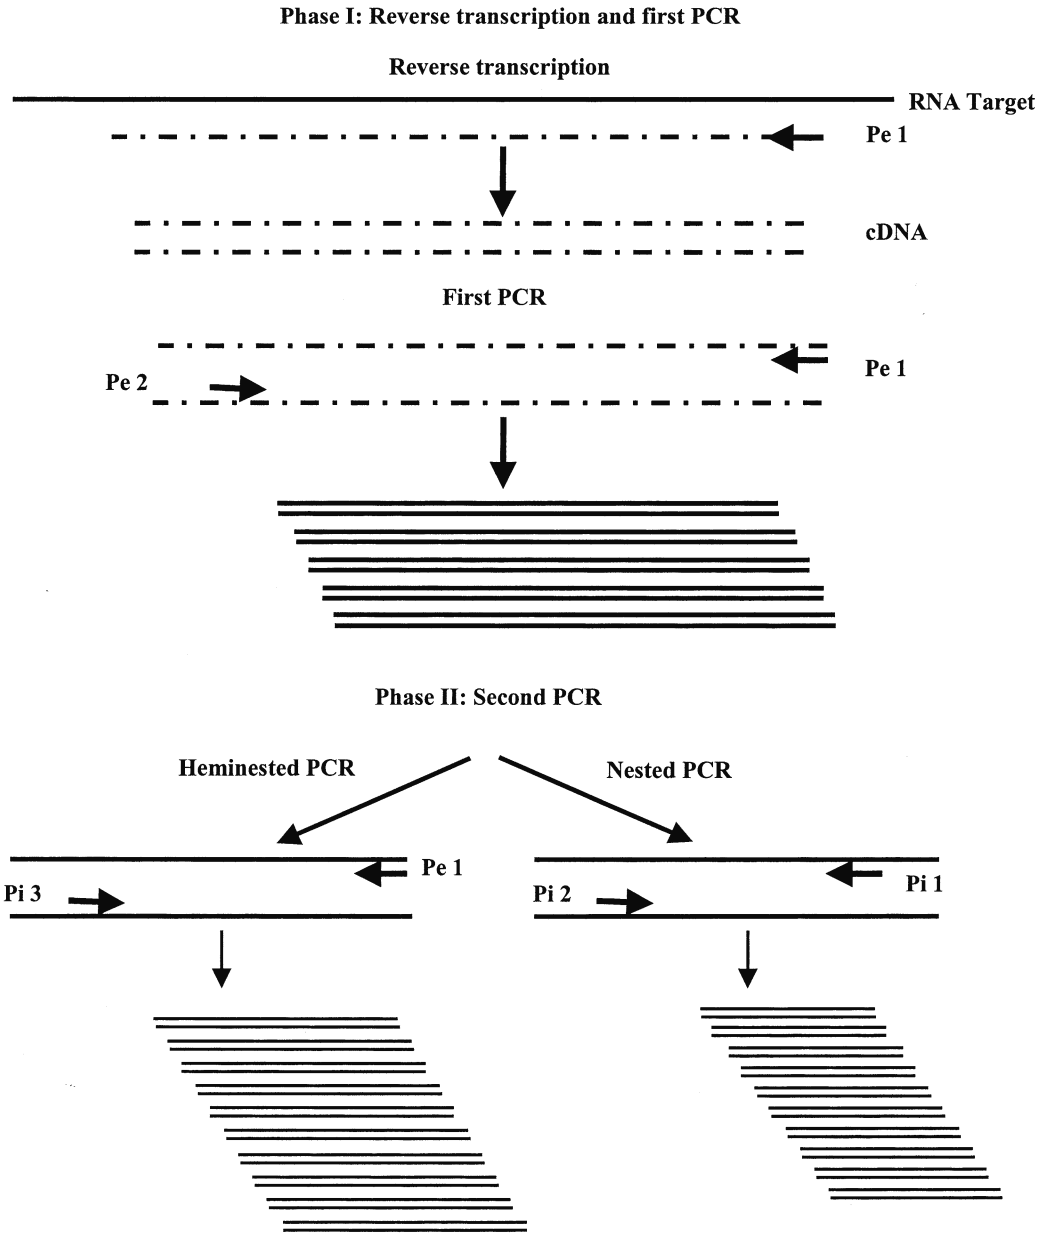 Phase I: Reverse transcription and first PCR
Reverse transcription
RNA Target
Pe 1
cDNA
First PCR
Pe 2
Pe 1
Phase II: Second PCR
Heminested PCR
Nested PCR
Pe 1
Pi 3
Pi 2
Pi 1